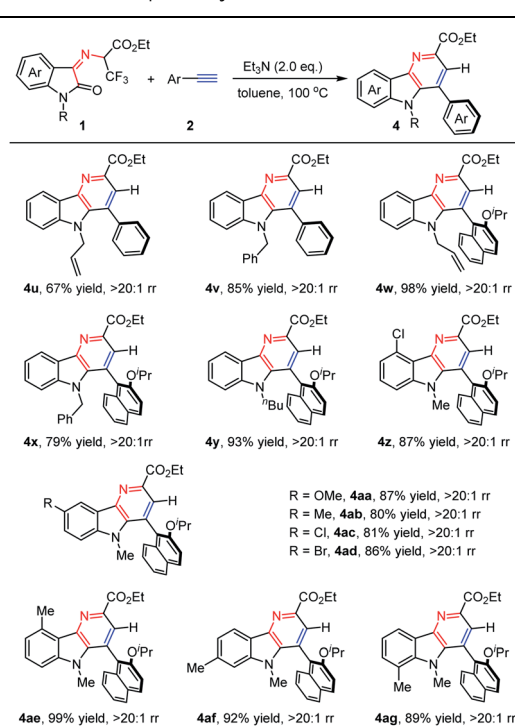 CO₂Et
N
CF₃
Ar
O
N
R
1
+
Ar
2
Et₃N (2.0 eq.)
toluene, 100 °C
CO₂Et
N
H
Ar
N
R
Ar
4
CO₂Et
N
H
N
4u, 67% yield, >20:1 rr
CO₂Et
N
H
N
Ph
4v, 85% yield, >20:1 rr
CO₂Et
N
H
OⁱPr
N
4w, 98% yield, >20:1 rr
CO₂Et
N
H
OⁱPr
N
Ph
4x, 79% yield, >20:1rr
CO₂Et
N
H
OⁱPr
N
nBu
4y, 93% yield, >20:1 rr
CO₂Et
Cl
N
H
OⁱPr
N
Me
4z, 87% yield, >20:1 rr
CO₂Et
R
N
H
OⁱPr
N
Me
R = OMe, 4aa, 87% yield, >20:1 rr
R = Me, 4ab, 80% yield, >20:1 rr
R = Cl, 4ac, 81% yield, >20:1 rr
R = Br, 4ad, 86% yield, >20:1 rr
CO₂Et
Me
N
H
OⁱPr
N
Me
4ae, 99% yield, >20:1 rr
CO₂Et
N
H
OⁱPr
Me
N
Me
4af, 92% yield, >20:1 rr
CO₂Et
N
H
OⁱPr
N
Me
Me
4ag, 89% yield, >20:1 rr